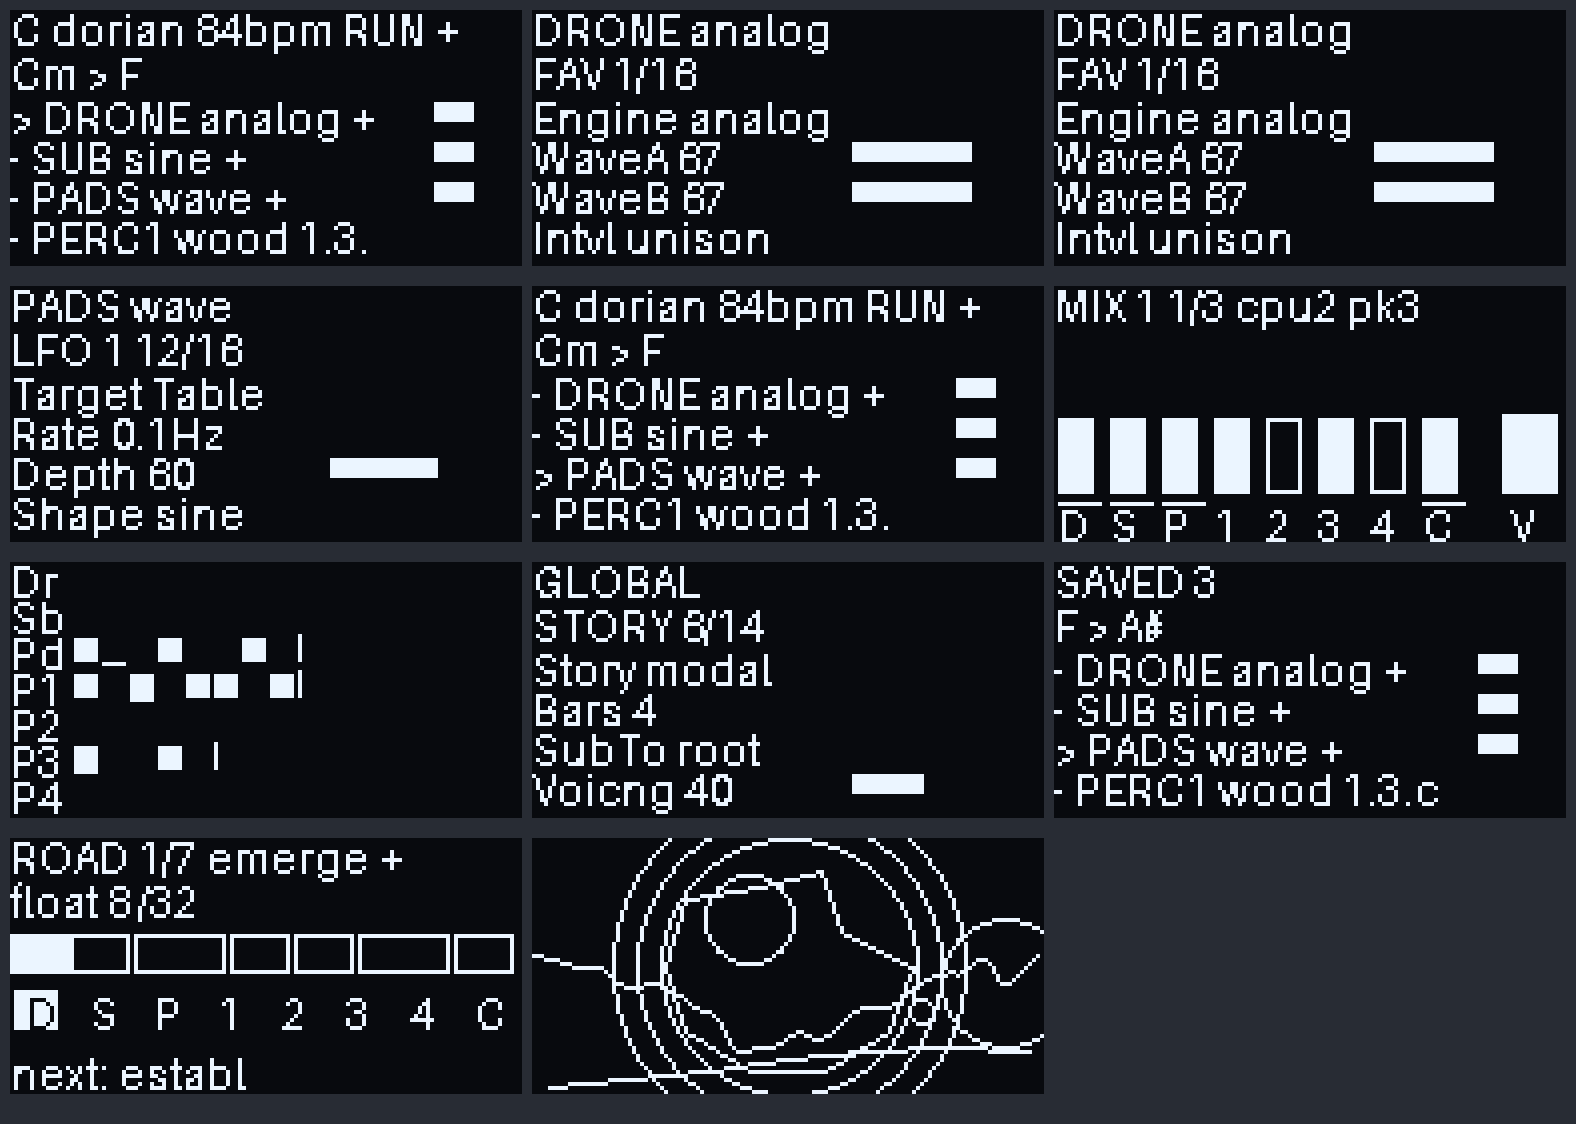 C dorian 84bpm RUN +
Cm > F
> DRONE analog +
- SUB sine +
- PADS wave +
- PERC1 wood 1.3.
DRONE analog
FAV 1/16
Engine analog
WaveA 67
WaveB 67
Intvl unison
DRONE analog
FAV 1/16
Engine analog
WaveA 67
WaveB 67
Intvl unison
PADS wave
LFO 1 12/16
Target Table
Rate 0.1Hz
Depth 60
Shape sine
C dorian 84bpm RUN +
Cm > F
- DRONE analog +
- SUB sine +
> PADS wave +
- PERC1 wood 1.3.
MIX 1 1/3 cpu2 pk3
D S P 1 2 3 4 C V
Dr
Sb
Pd
P1
P2
P3
P4
GLOBAL
STORY 6/14
Story modal
Bars 4
SubTo root
Voicng 40
SAVED 3
F > A#
- DRONE analog +
- SUB sine +
> PADS wave +
- PERC1 wood 1.3.c
ROAD 1/7 emerge +
float 8/32
D S P 1 2 3 4 C
next: establ